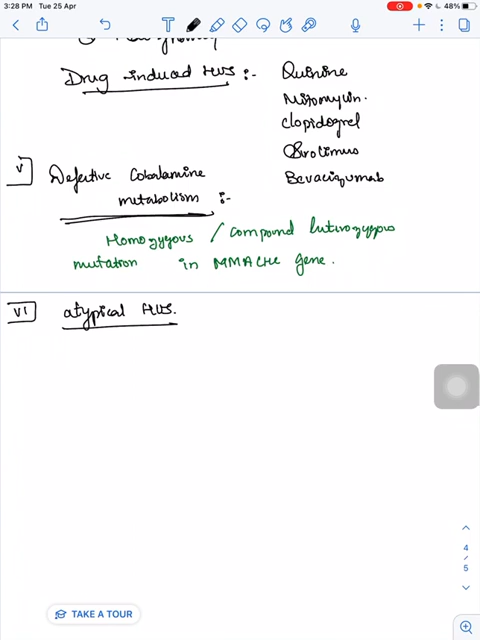 3:28 PM Tue 25 Apr
48%
Drug induced HUS :- Quinine
Mitomycin.
Clopidogrel
Sirolimus
Bevacizumab
V Defective Cobalamine
metabolism :-
Homozygous / compound heterozygous
mutation in MMACHC gene.
VI atypical HUS.
4
/
5
TAKE A TOUR